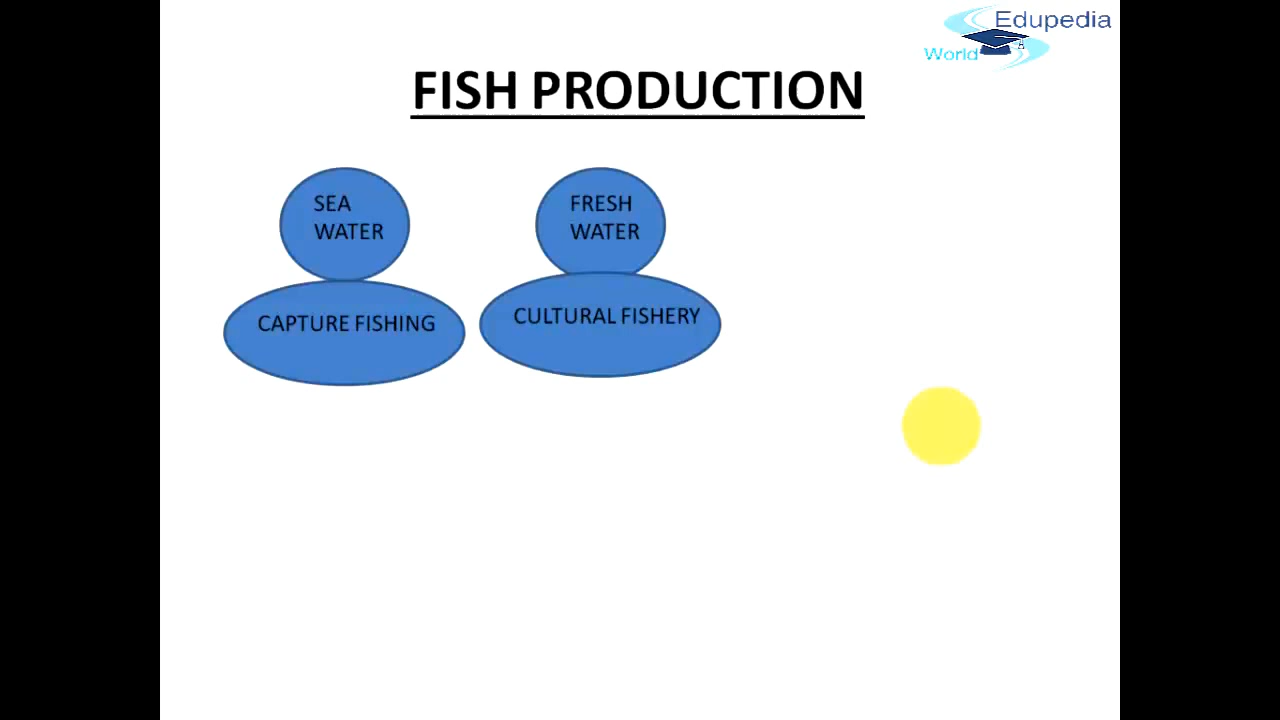 Edupedia
World
FISH PRODUCTION
SEA
WATER
FRESH
WATER
CAPTURE FISHING
CULTURAL FISHERY